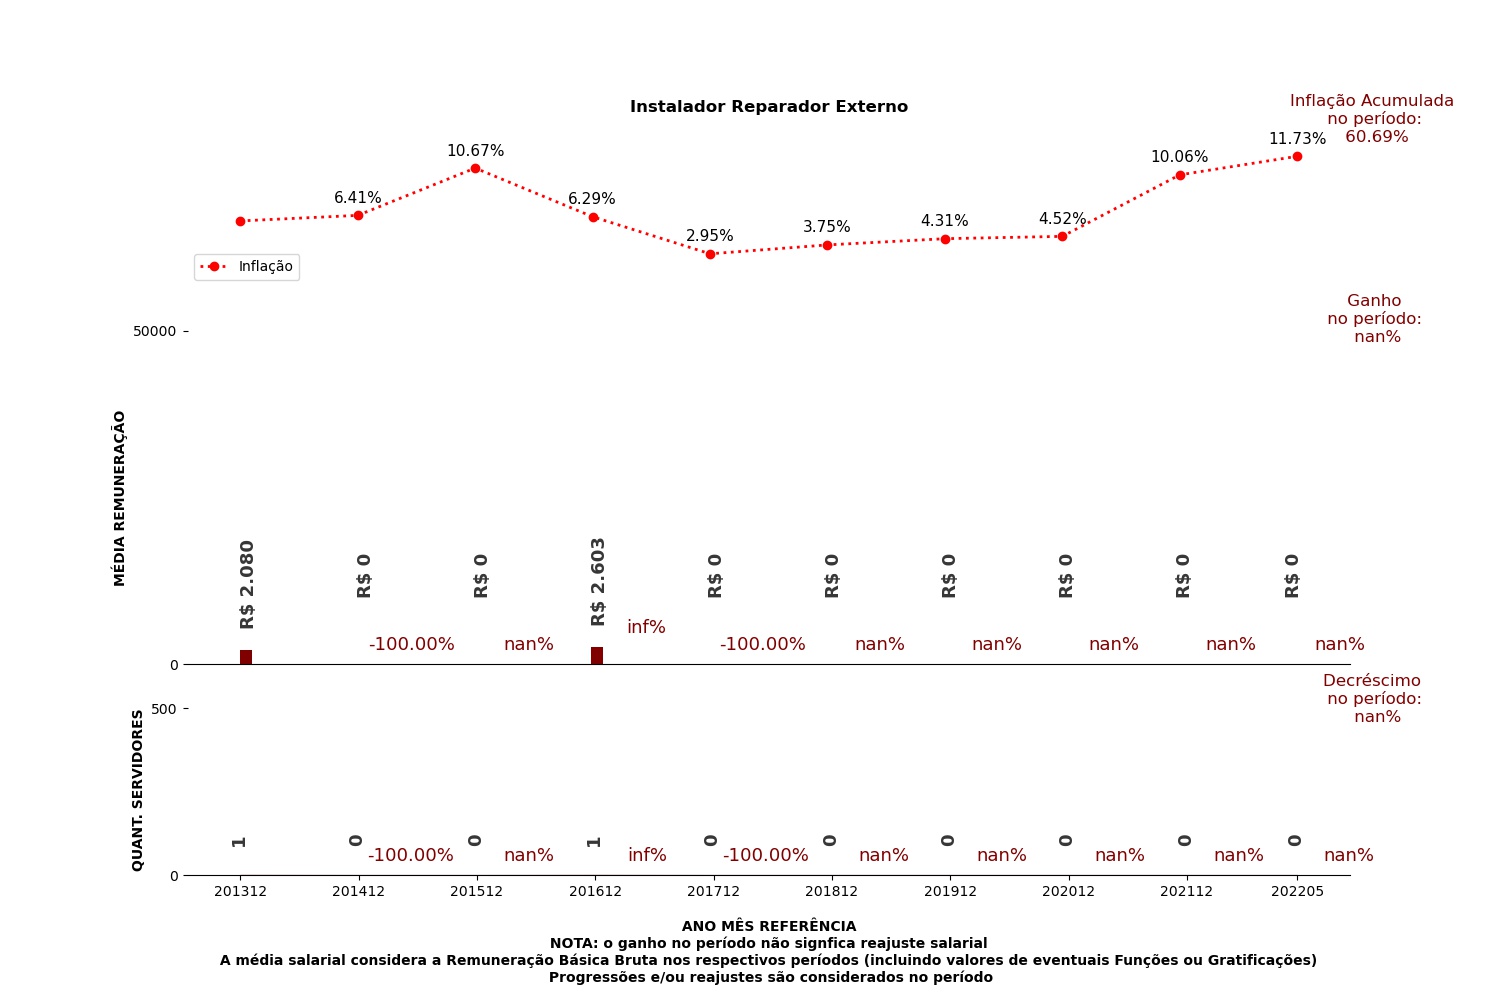 Instalador Reparador Externo
Inflação Acumulada
no período:
60.69%
6.41%
10.67%
6.29%
2.95%
3.75%
4.31%
4.52%
10.06%
11.73%
Inflação
Ganho
no período:
nan%
50000
0
MÉDIA REMUNERAÇÃO
R$ 2.080
R$ 0
R$ 0
R$ 2.603
R$ 0
R$ 0
R$ 0
R$ 0
R$ 0
R$ 0
-100.00%
nan%
inf%
-100.00%
nan%
nan%
nan%
nan%
nan%
Decréscimo
no período:
nan%
500
0
QUANT. SERVIDORES
1
0
0
1
0
0
0
0
0
0
-100.00%
nan%
inf%
-100.00%
nan%
nan%
nan%
nan%
nan%
201312
201412
201512
201612
201712
201812
201912
202012
202112
202205
ANO MÊS REFERÊNCIA
NOTA: o ganho no período não signfica reajuste salarial
A média salarial considera a Remuneração Básica Bruta nos respectivos períodos (incluindo valores de eventuais Funções ou Gratificações)
Progressões e/ou reajustes são considerados no período